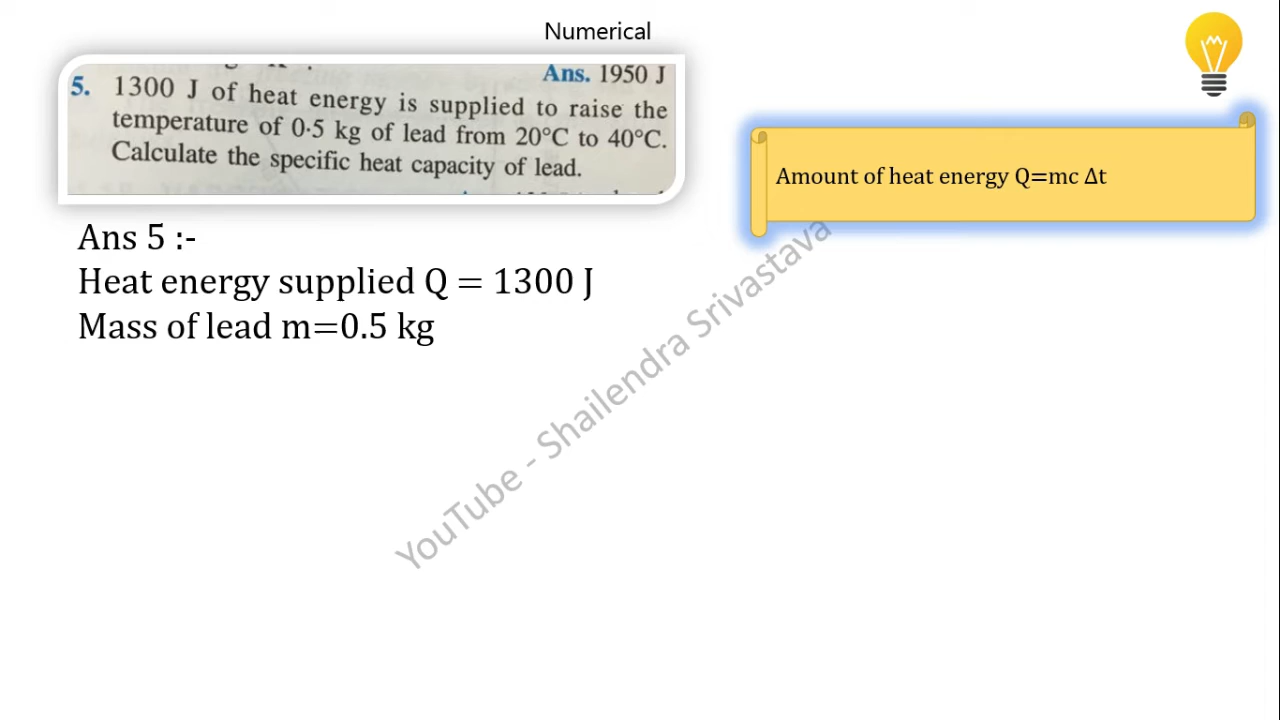 Numerical
Ans. 1950 J
5. 1300 J of heat energy is supplied to raise the
temperature of 0·5 kg of lead from 20°C to 40°C.
Calculate the specific heat capacity of lead.
Amount of heat energy Q=mc Δt
Ans 5 :-
Heat energy supplied Q = 1300 J
Mass of lead m=0.5 kg
YouTube - Shailendra Srivastava